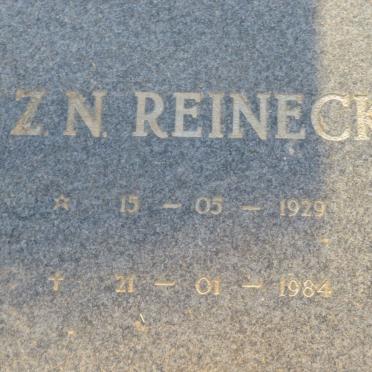 Z. N. REINECK
☆ 15 - 05 - 1929
† 21 - 01 - 1984